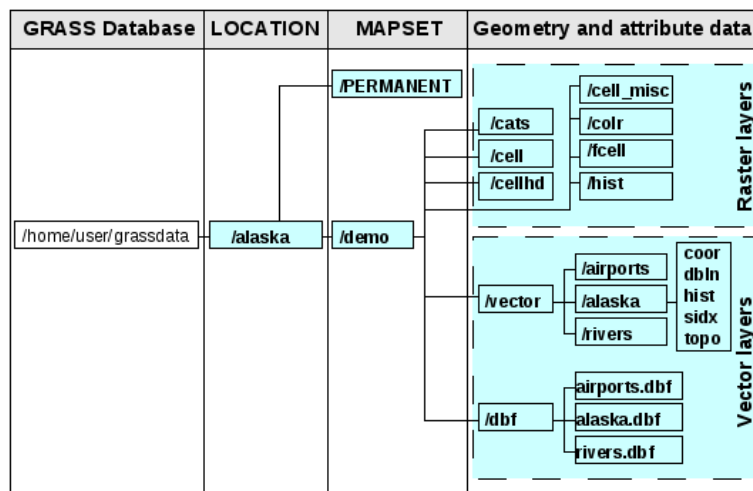 GRASS Database
LOCATION
MAPSET
Geometry and attribute data
/PERMANENT
/cell_misc
/cats
/colr
/cell
/fcell
/cellhd
/hist
Raster layers
/home/user/grassdata
/alaska
/demo
/vector
/airports
/alaska
/rivers
coor
dbln
hist
sidx
topo
/dbf
airports.dbf
alaska.dbf
rivers.dbf
Vector layers